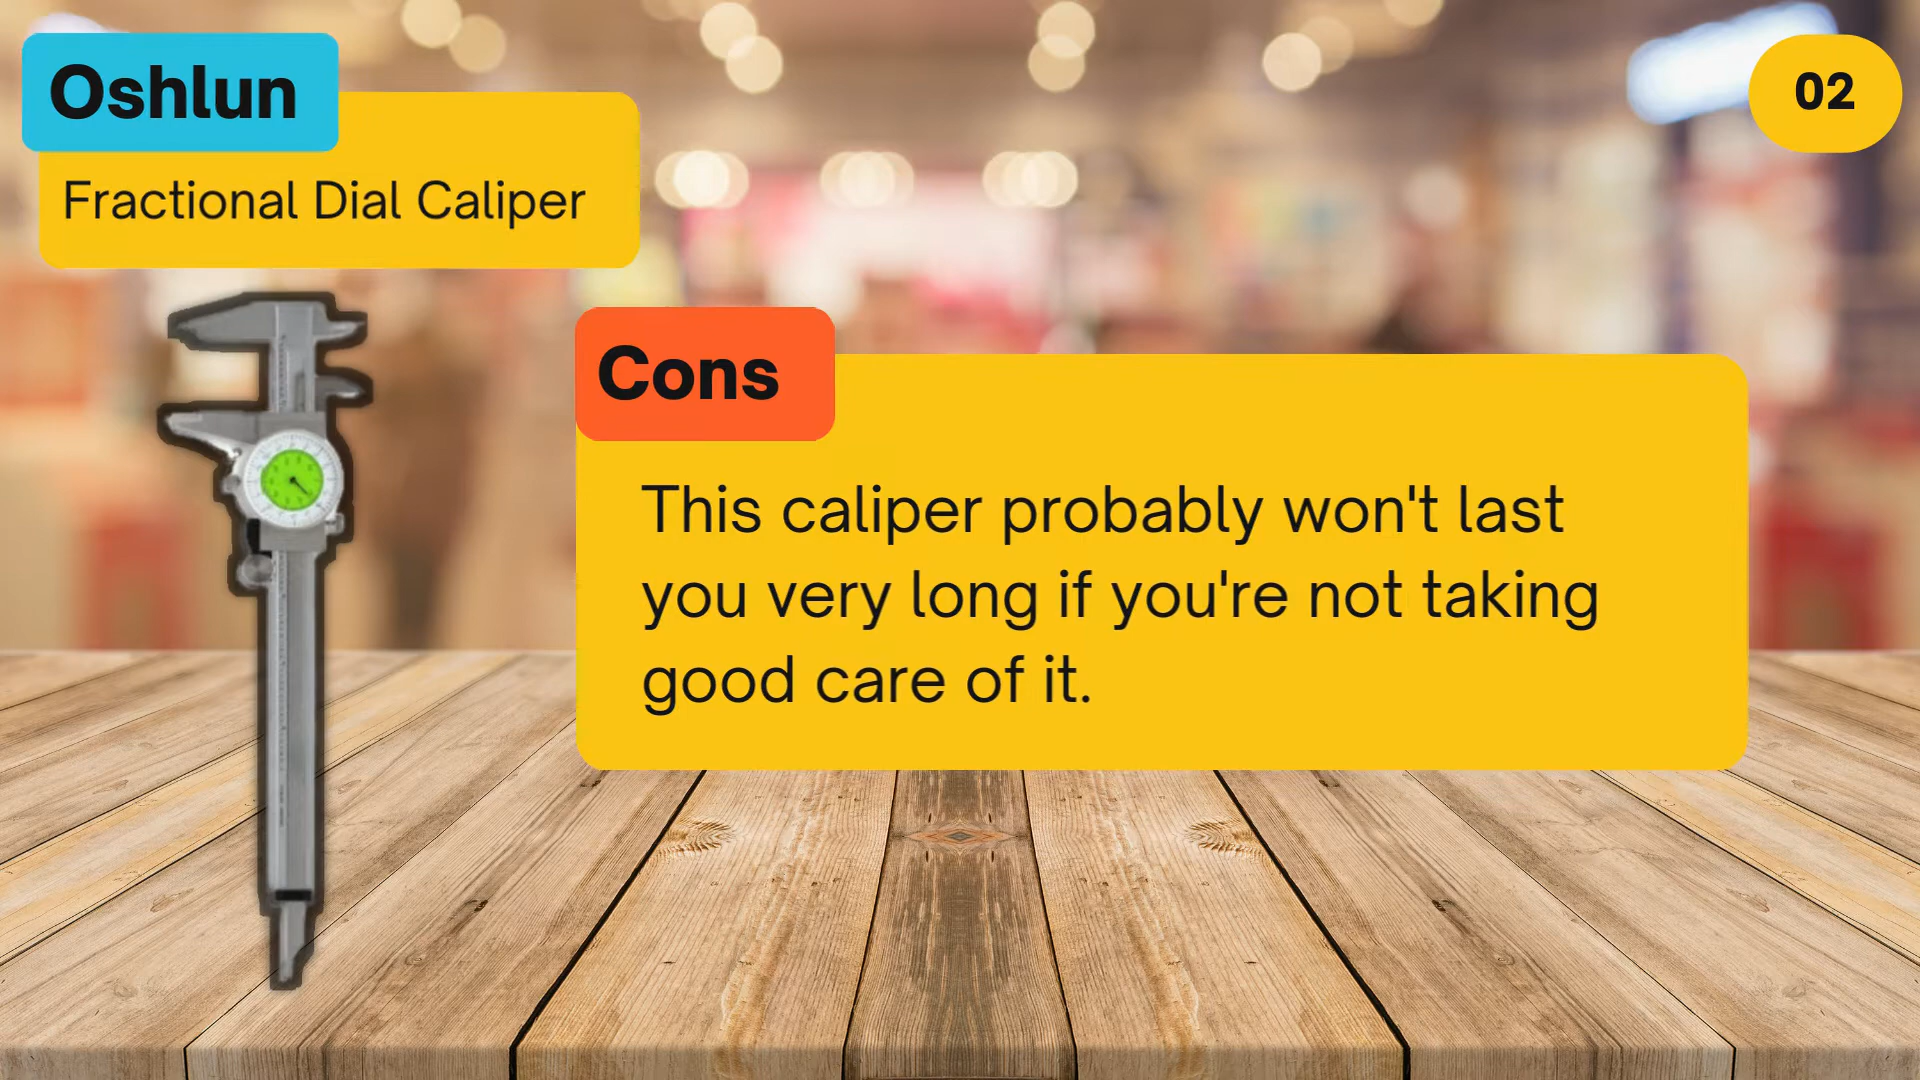 Oshlun
Fractional Dial Caliper
02
Cons
This caliper probably won't last
you very long if you're not taking
good care of it.